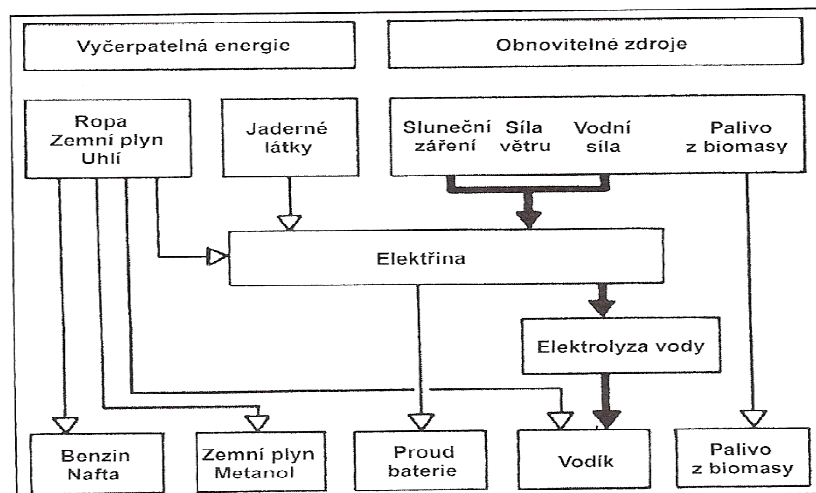 Vyčerpatelná energie
Obnovitelné zdroje
Ropa
Zemní plyn
Uhlí
Jaderné
látky
Sluneční
záření
Síla
větru
Vodní
síla
Palivo
z biomasy
Elektřina
Elektrolyza vody
Benzin
Nafta
Zemní plyn
Metanol
Proud
baterie
Vodík
Palivo
z biomasy